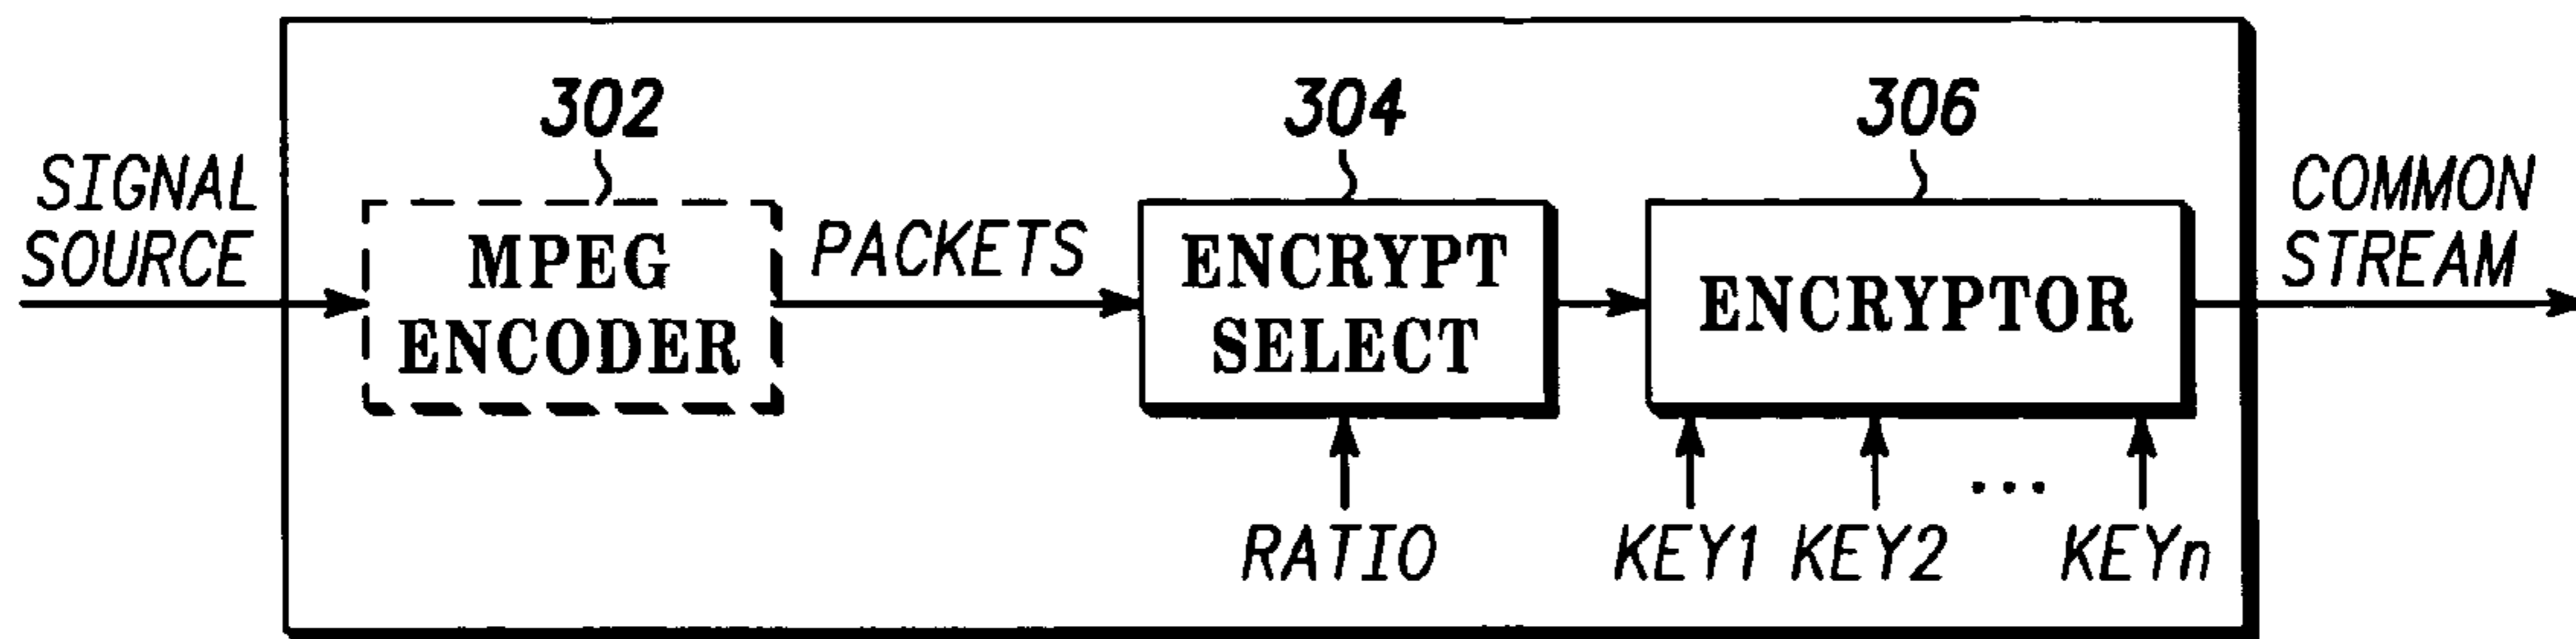 302
304
306
SIGNAL
SOURCE
MPEG
ENCODER
PACKETS
ENCRYPT
SELECT
ENCRYPTOR
COMMON
STREAM
RATIO
KEY1 KEY2 ... KEYn